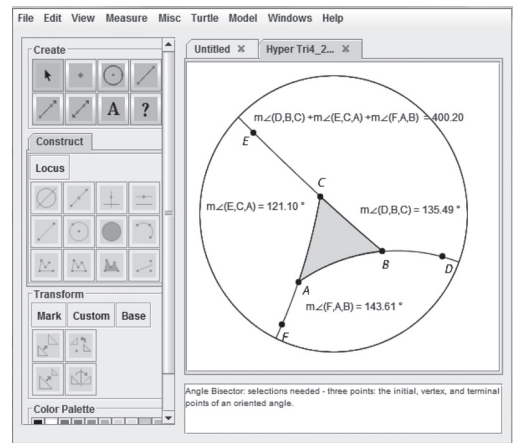 File Edit View Measure Misc Turtle Model Windows Help
Create
A ?
Construct
Locus
Transform
Mark Custom Base
Color Palette
Untitled ✕ Hyper Tri4_2... ✕
m∠(D,B,C) +m∠(E,C,A) +m∠(F,A,B) = 400.20
E
C
m∠(E,C,A) = 121.10 °
m∠(D,B,C) = 135.49 °
B
D
A
m∠(F,A,B) = 143.61 °
F
Angle Bisector: selections needed - three points: the initial, vertex, and terminal
points of an oriented angle.